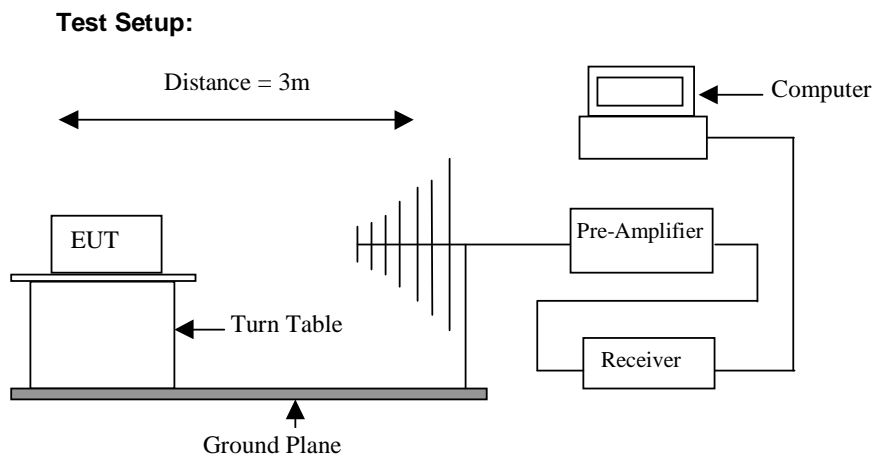 Test Setup:
Distance = 3m
Computer
EUT
Pre-Amplifier
Turn Table
Receiver
Ground Plane